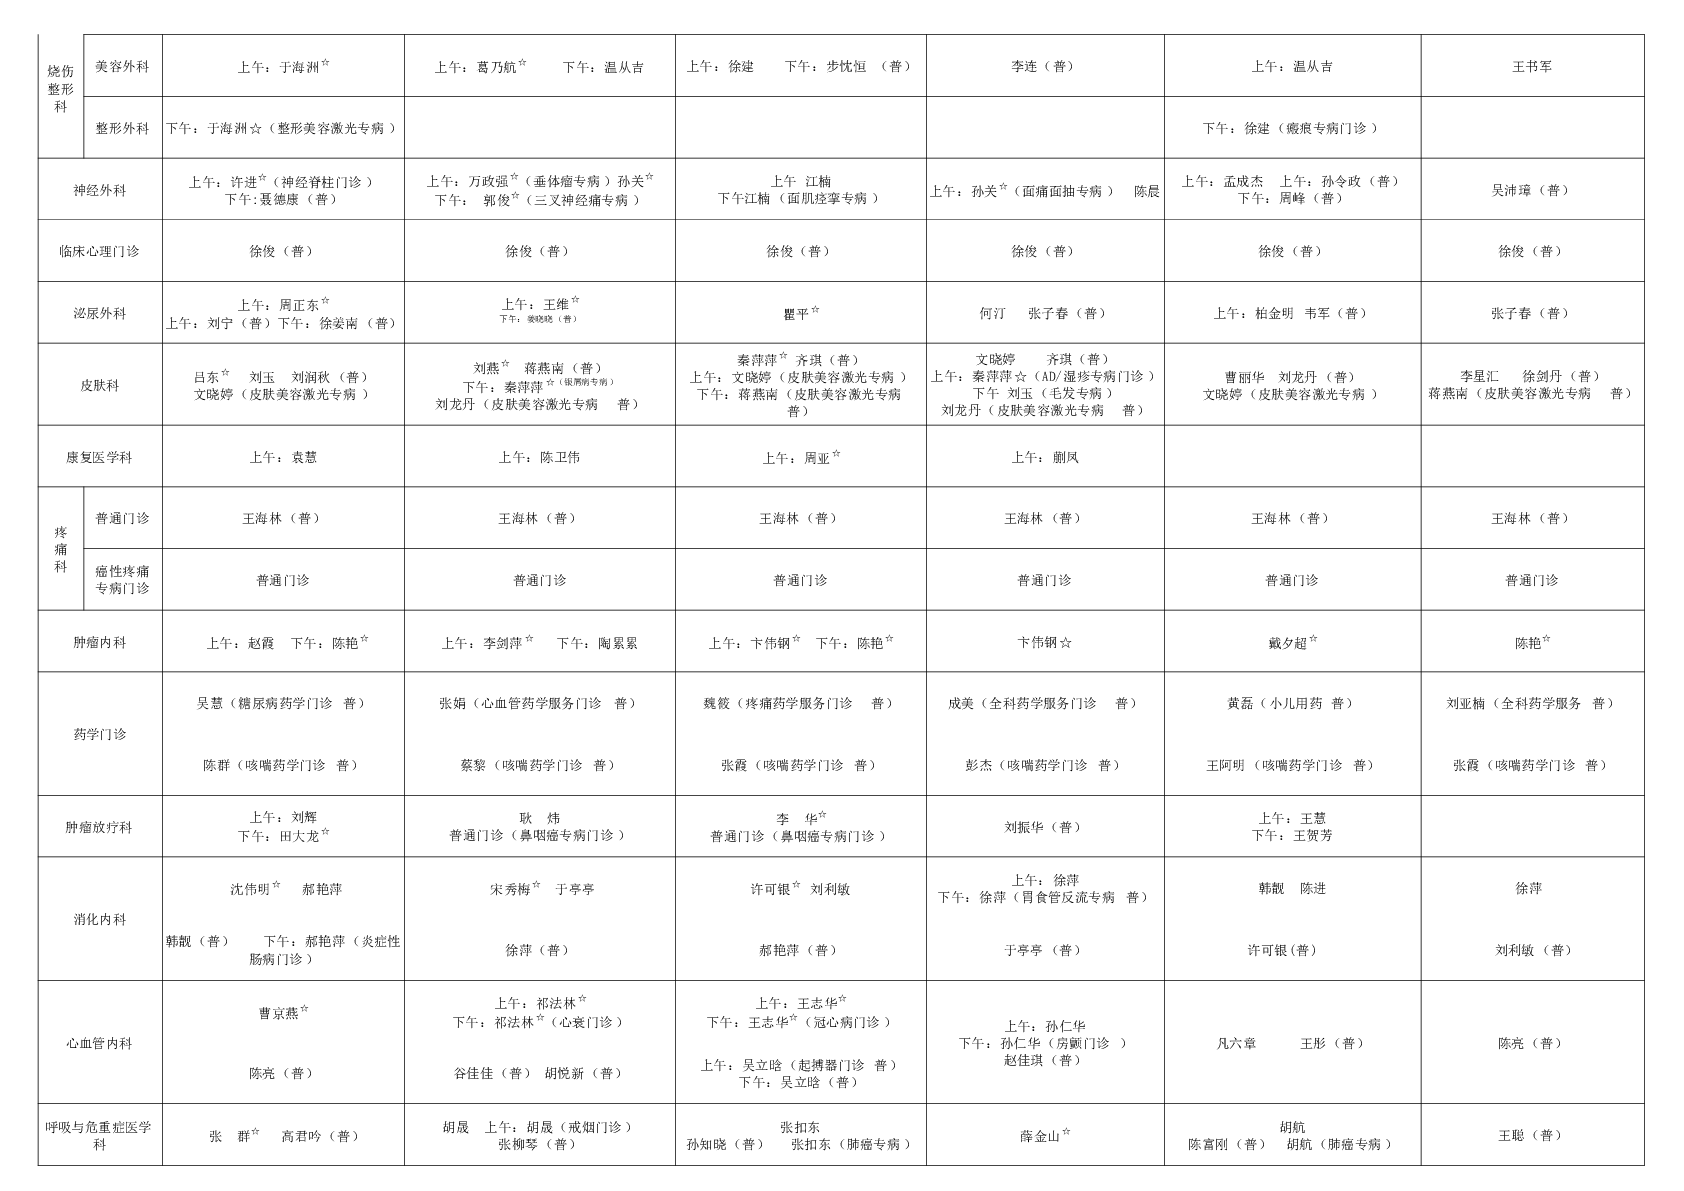 烧伤
整形
科
美容外科
上午：于海洲☆
上午：葛乃航☆ 下午：温从吉
上午：徐建 下午：步忱恒（普）
李连（普）
上午：温从吉
王书军
整形外科
下午：于海洲☆（整形美容激光专病）
下午：徐建（瘢痕专病门诊）
神经外科
上午：许进☆（神经脊柱门诊）
下午:聂德康（普）
上午：万政强☆（垂体瘤专病）孙关☆
下午： 郭俊☆（三叉神经痛专病）
上午 江楠
下午江楠（面肌痉挛专病）
上午：孙关☆（面痛面抽专病） 陈晨
上午：孟成杰 上午：孙令政（普）
下午：周峰（普）
吴沛璋（普）
临床心理门诊
徐俊（普）
徐俊（普）
徐俊（普）
徐俊（普）
徐俊（普）
徐俊（普）
泌尿外科
上午：周正东☆
上午：刘宁（普）下午：徐姜南（普）
上午：王维☆
下午：姜晓晓（普）
瞿平☆
何汀 张子春（普）
上午：柏金明 韦军（普）
张子春（普）
皮肤科
吕东☆ 刘玉 刘润秋（普）
文晓婷（皮肤美容激光专病）
刘燕☆ 蒋燕南（普）
下午：秦萍萍☆（银屑病专病）
刘龙丹（皮肤美容激光专病 普）
秦萍萍☆ 齐琪（普）
上午：文晓婷（皮肤美容激光专病）
下午：蒋燕南（皮肤美容激光专病
普）
文晓婷 齐琪（普）
上午：秦萍萍☆（AD/湿疹专病门诊）
下午 刘玉（毛发专病）
刘龙丹（皮肤美容激光专病 普）
曹丽华 刘龙丹（普）
文晓婷（皮肤美容激光专病）
李星汇 徐剑丹（普）
蒋燕南（皮肤美容激光专病 普）
康复医学科
上午：袁慧
上午：陈卫伟
上午：周亚☆
上午：蒯凤
疼
痛
科
普通门诊
王海林（普）
王海林（普）
王海林（普）
王海林（普）
王海林（普）
王海林（普）
癌性疼痛
专病门诊
普通门诊
普通门诊
普通门诊
普通门诊
普通门诊
普通门诊
肿瘤内科
上午：赵霞 下午：陈艳☆
上午：李剑萍☆ 下午：陶累累
上午：卞伟钢☆ 下午：陈艳☆
卞伟钢☆
戴夕超☆
陈艳☆
药学门诊
吴慧（糖尿病药学门诊 普）
张娟（心血管药学服务门诊 普）
魏筱（疼痛药学服务门诊 普）
成美（全科药学服务门诊 普）
黄磊（小儿用药 普）
刘亚楠（全科药学服务 普）
陈群（咳喘药学门诊 普）
蔡黎（咳喘药学门诊 普）
张霞（咳喘药学门诊 普）
彭杰（咳喘药学门诊 普）
王阿明（咳喘药学门诊 普）
张霞（咳喘药学门诊 普）
肿瘤放疗科
上午：刘辉
下午：田大龙☆
耿 炜
普通门诊（鼻咽癌专病门诊）
李 华☆
普通门诊（鼻咽癌专病门诊）
刘振华（普）
上午：王慧
下午：王贺芳
消化内科
沈伟明☆ 郝艳萍
宋秀梅☆ 于亭亭
许可银☆ 刘利敏
上午：徐萍
下午：徐萍（胃食管反流专病 普）
韩靓 陈进
徐萍
韩靓（普） 下午：郝艳萍（炎症性
肠病门诊）
徐萍（普）
郝艳萍（普）
于亭亭（普）
许可银(普）
刘利敏（普）
心血管内科
曹京燕☆
上午：祁法林☆
下午：祁法林☆（心衰门诊）
上午：王志华☆
下午：王志华☆（冠心病门诊）
上午：孙仁华
下午：孙仁华（房颤门诊 ）
赵佳琪（普）
凡六章 王彤（普）
陈亮（普）
陈亮（普）
谷佳佳（普） 胡悦新（普）
上午：吴立晗（起搏器门诊 普）
下午：吴立晗（普）
呼吸与危重症医学
科
张 群☆ 高君吟（普）
胡晟 上午：胡晟（戒烟门诊）
张柳琴（普）
张扣东
孙知晓（普） 张扣东（肺癌专病）
薛金山☆
胡航
陈富刚（普） 胡航（肺癌专病）
王聪（普）